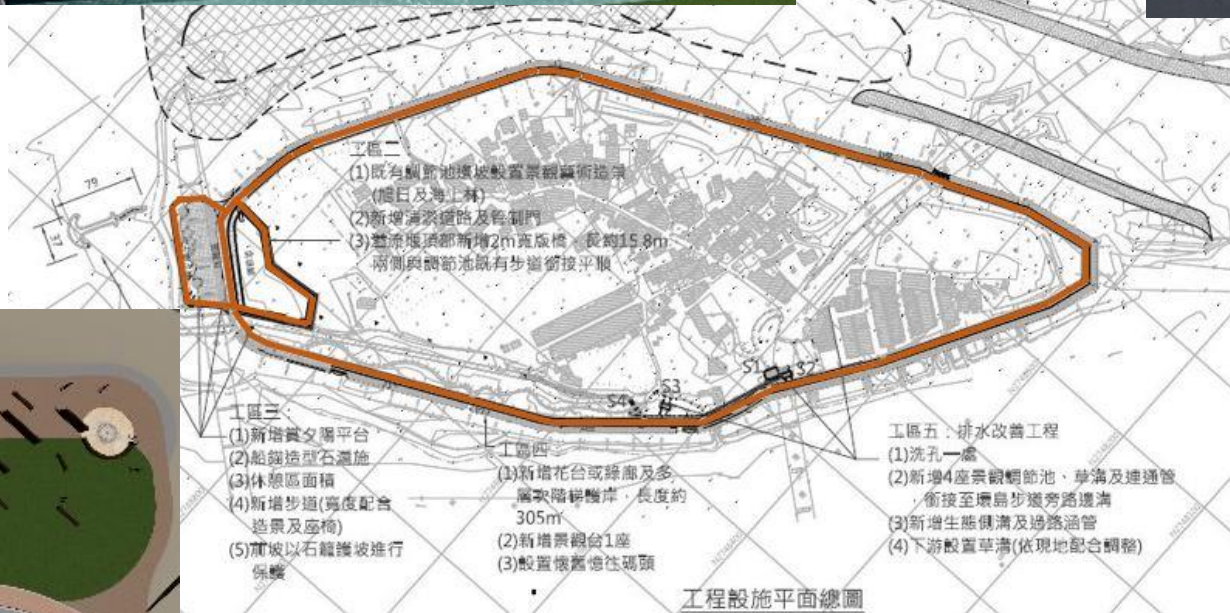 79
37
工區二
(1)既有調節池邊坡設置景觀藝術造景
(旭日及海上林)
(2)新增清淤道路及管制門
(3)溢流堰頂部新增2m寬版橋，長約15.8m
兩側與調節池既有步道銜接平順
S1
S2
S3
S4
工區三
(1)新增賞夕陽平台
(2)船錨造型石滬施
(3)休憩區面積
(4)新增步道(寬度配合
造景及座椅)
(5)前坡以石籠護坡進行
保護
工區四
(1)新增花台或綠廊及多
層次階梯護岸，長度約
305m
(2)新增景觀台1座
(3)設置懷舊憶往碼頭
工區五：排水改善工程
(1)洗孔一處
(2)新增4座景觀調節池、草溝及連通管
銜接至環島步道旁路邊溝
(3)新增生態側溝及過路涵管
(4)下游設置草溝(依現地配合調整)
工程設施平面總圖